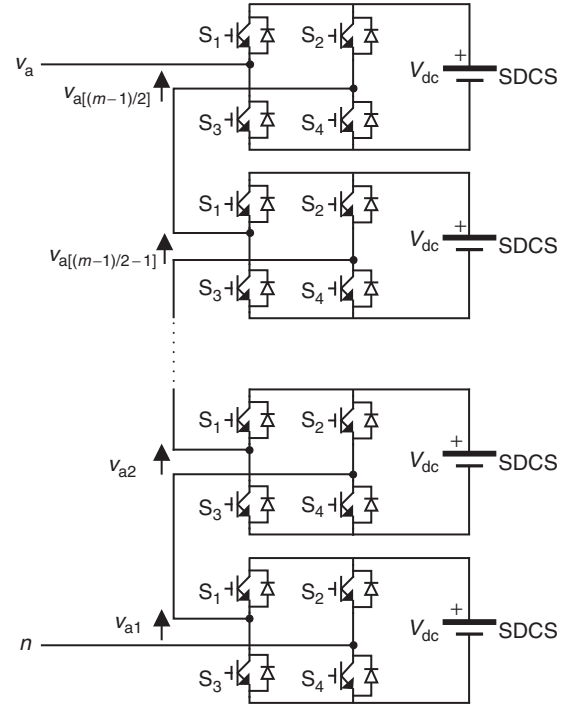 S1 S2
va
Vdc + SDCS
va[(m−1)/2]
S3 S4
S1 S2
va[(m−1)/2−1]
Vdc + SDCS
S3 S4
S1 S2
va2
Vdc + SDCS
S3 S4
S1 S2
va1
Vdc + SDCS
n
S3 S4